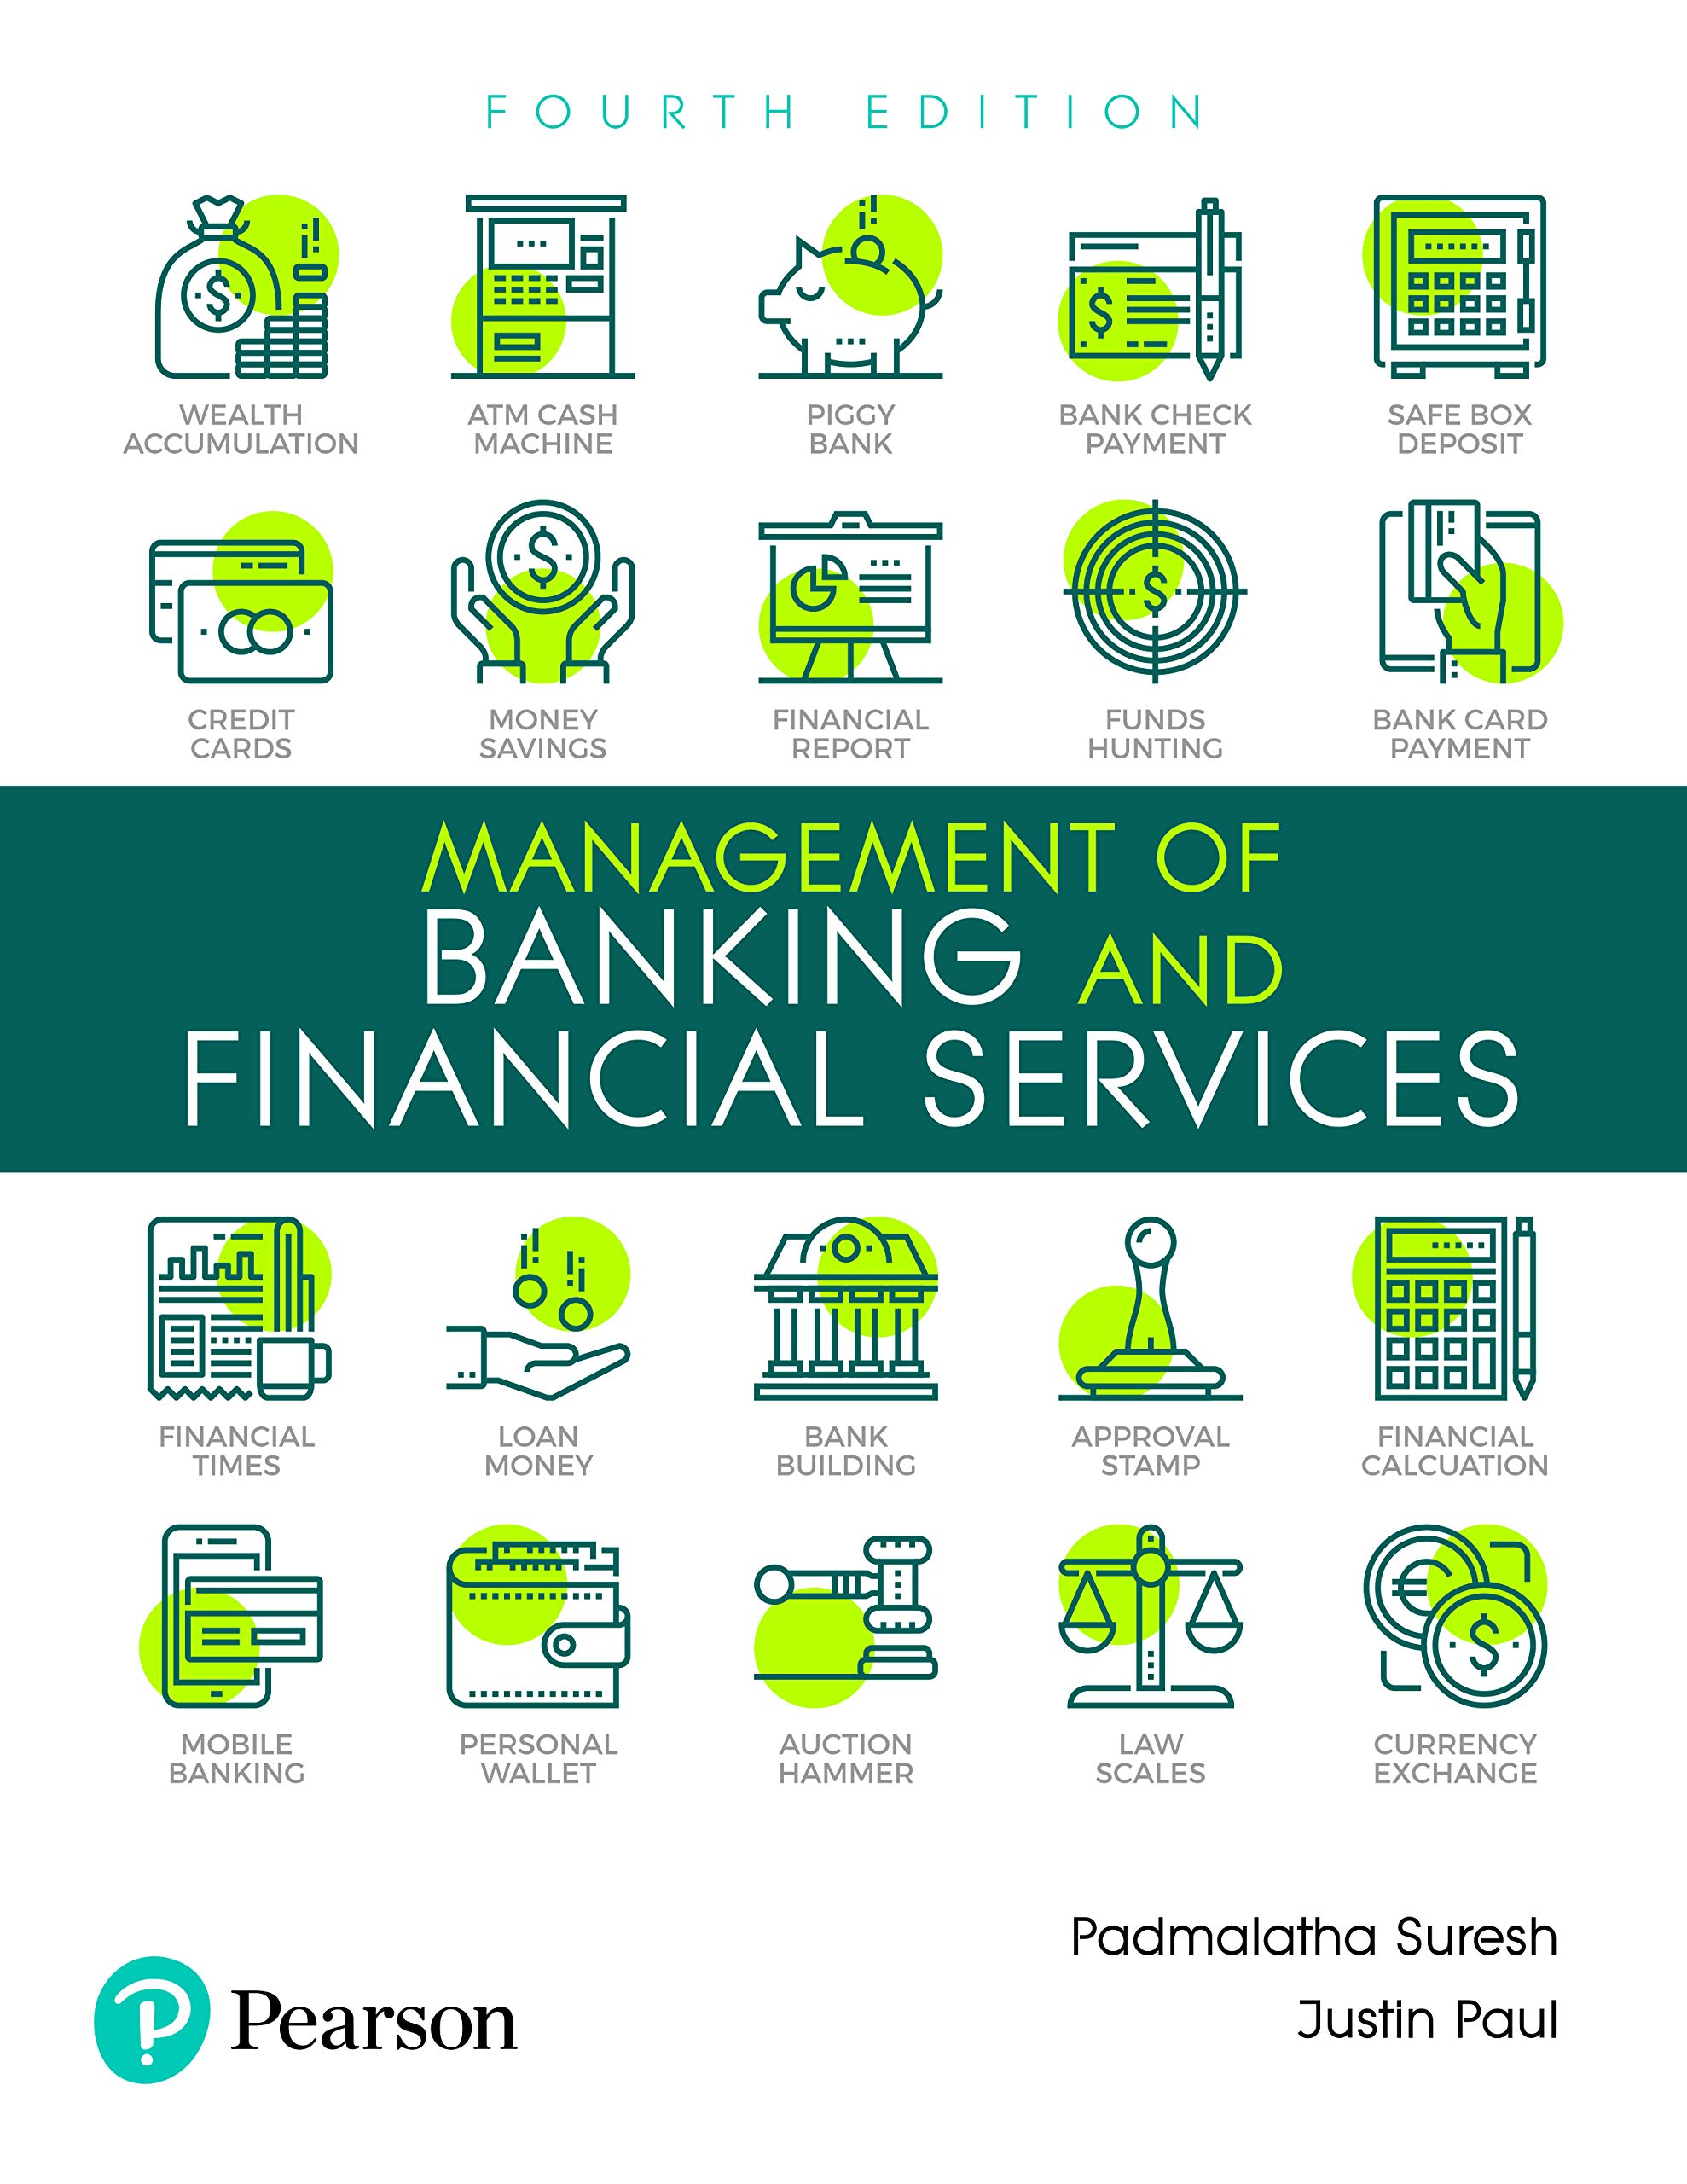 FOURTH EDITION
WEALTH
ACCUMULATION
ATM CASH
MACHINE
PIGGY
BANK
BANK CHECK
PAYMENT
SAFE BOX
DEPOSIT
CREDIT
CARDS
MONEY
SAVINGS
FINANCIAL
REPORT
FUNDS
HUNTING
BANK CARD
PAYMENT
MANAGEMENT OF
BANKING AND
FINANCIAL SERVICES
FINANCIAL
TIMES
LOAN
MONEY
BANK
BUILDING
APPROVAL
STAMP
FINANCIAL
CALCUATION
MOBILE
BANKING
PERSONAL
WALLET
AUCTION
HAMMER
LAW
SCALES
CURRENCY
EXCHANGE
Padmalatha Suresh
Justin Paul
Pearson